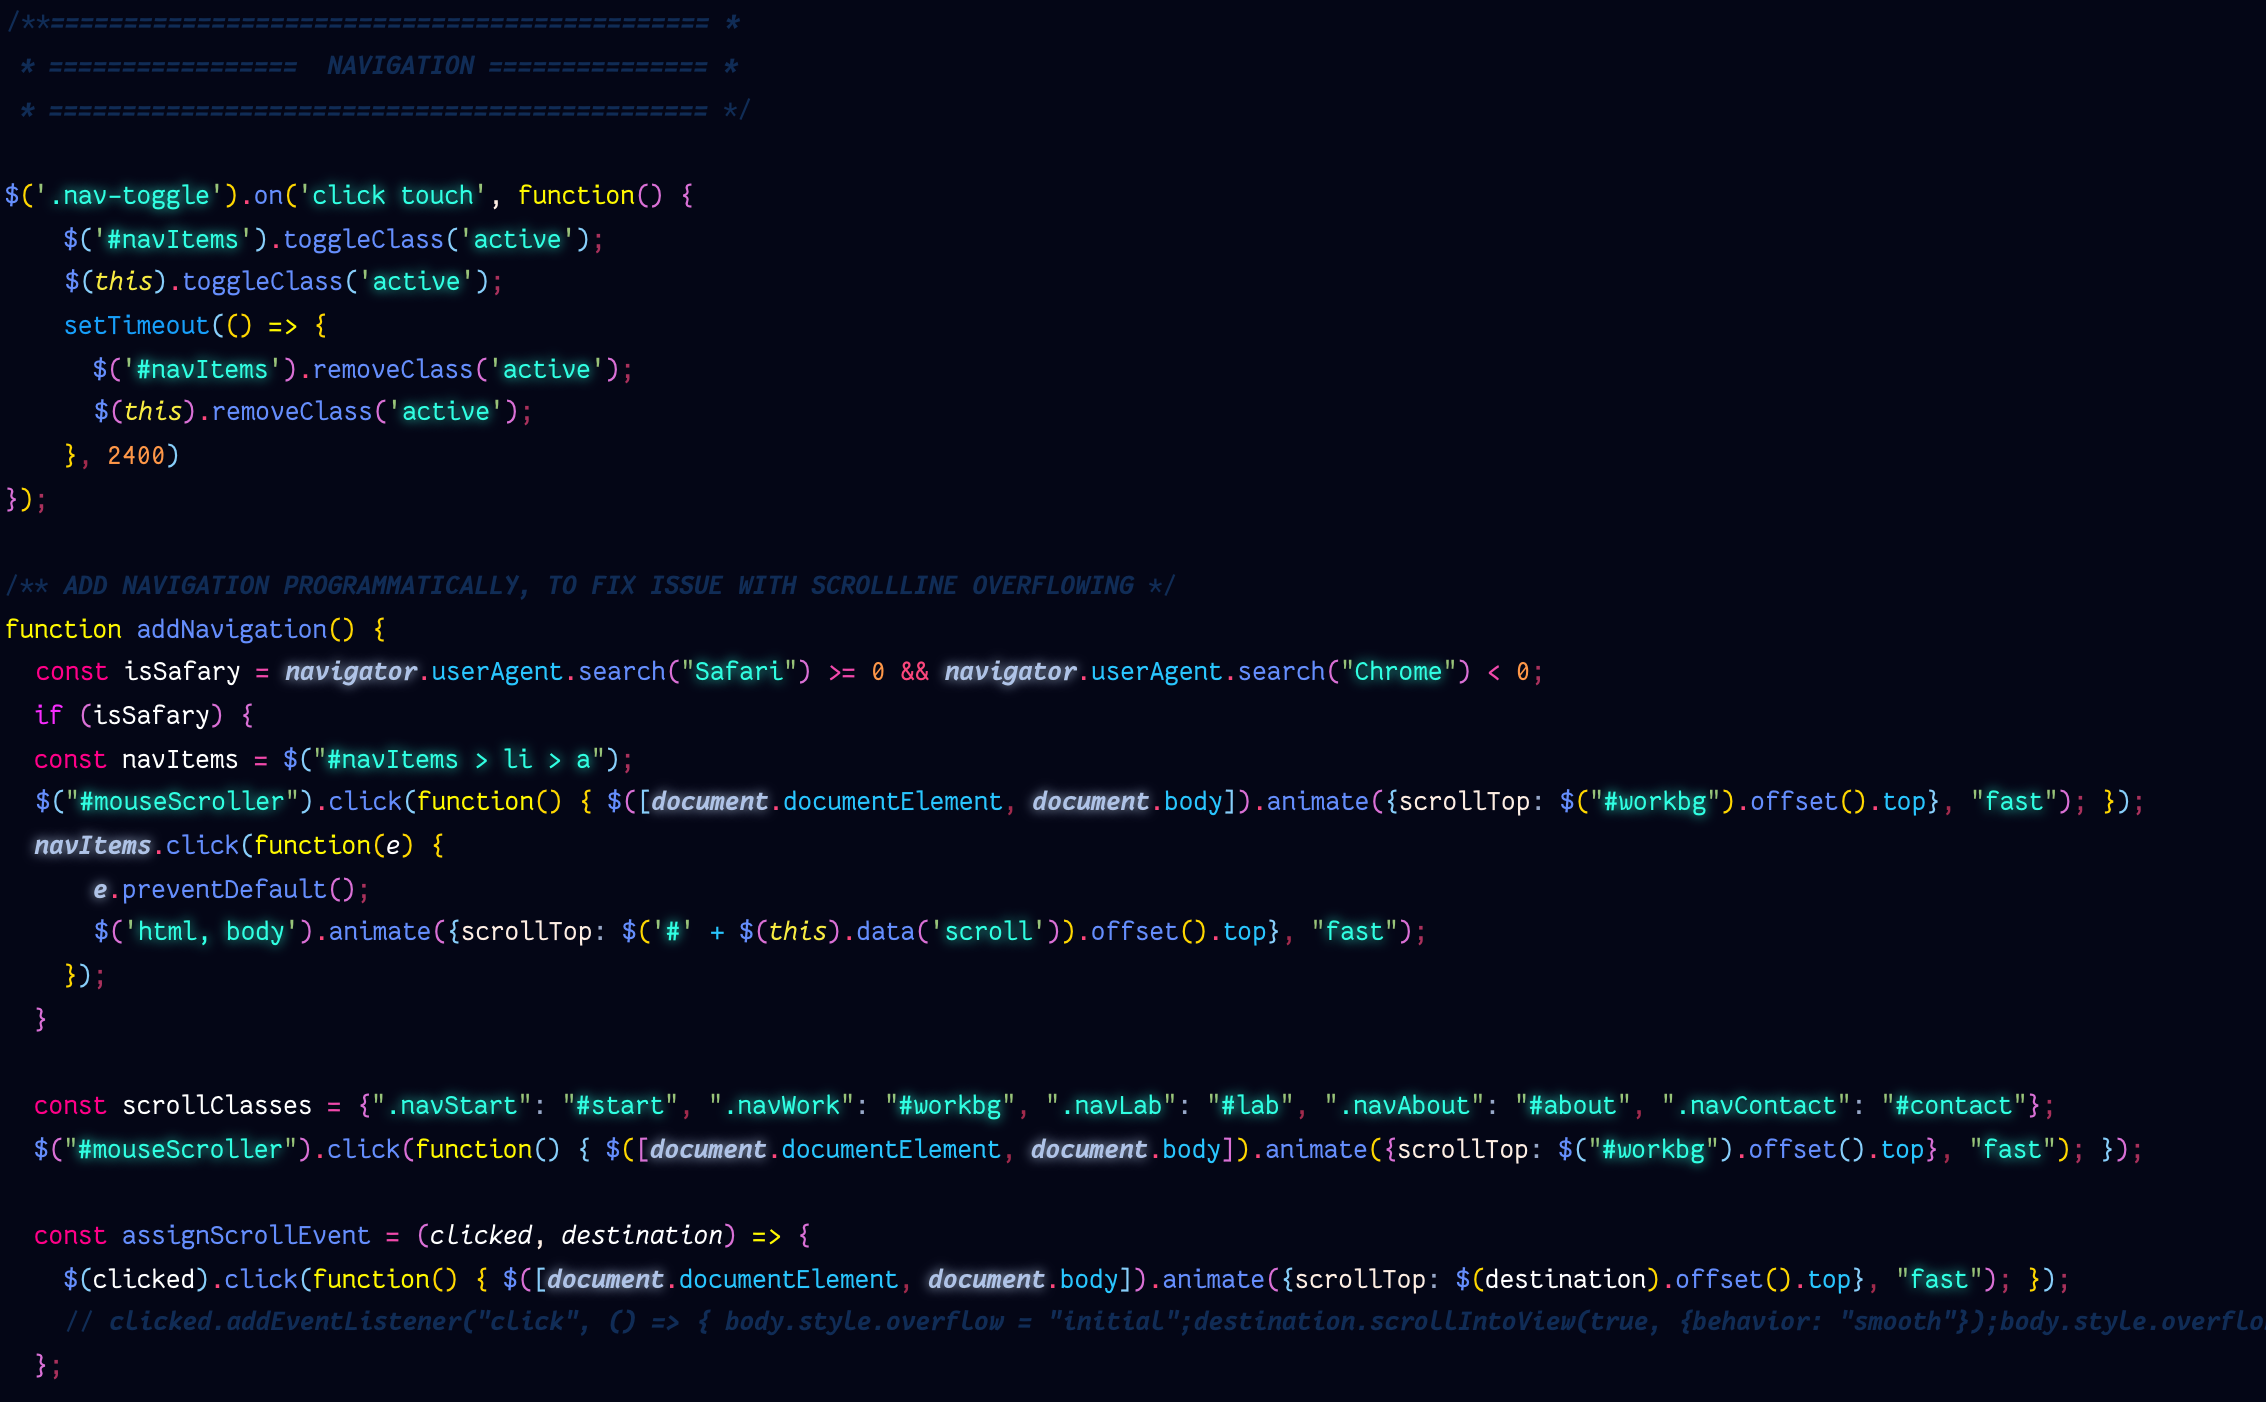 /**============================================= *
 * =================  NAVIGATION =============== *
 * ============================================= */
$('.nav-toggle').on('click touch', function() {
    $('#navItems').toggleClass('active');
    $(this).toggleClass('active');
    setTimeout(() => {
      $('#navItems').removeClass('active');
      $(this).removeClass('active');
    }, 2400)
});
/** ADD NAVIGATION PROGRAMMATICALLY, TO FIX ISSUE WITH SCROLLLINE OVERFLOWING */
function addNavigation() {
  const isSafary = navigator.userAgent.search("Safari") >= 0 && navigator.userAgent.search("Chrome") < 0;
  if (isSafary) {
  const navItems = $("#navItems > li > a");
  $("#mouseScroller").click(function() { $([document.documentElement, document.body]).animate({scrollTop: $("#workbg").offset().top}, "fast"); });
  navItems.click(function(e) {
      e.preventDefault();
      $('html, body').animate({scrollTop: $('#' + $(this).data('scroll')).offset().top}, "fast");
    });
  }
  const scrollClasses = {".navStart": "#start", ".navWork": "#workbg", ".navLab": "#lab", ".navAbout": "#about", ".navContact": "#contact"};
  $("#mouseScroller").click(function() { $([document.documentElement, document.body]).animate({scrollTop: $("#workbg").offset().top}, "fast"); });
  const assignScrollEvent = (clicked, destination) => {
    $(clicked).click(function() { $([document.documentElement, document.body]).animate({scrollTop: $(destination).offset().top}, "fast"); });
    // clicked.addEventListener("click", () => { body.style.overflow = "initial";destination.scrollIntoView(true, {behavior: "smooth"});body.style.overflo
  };